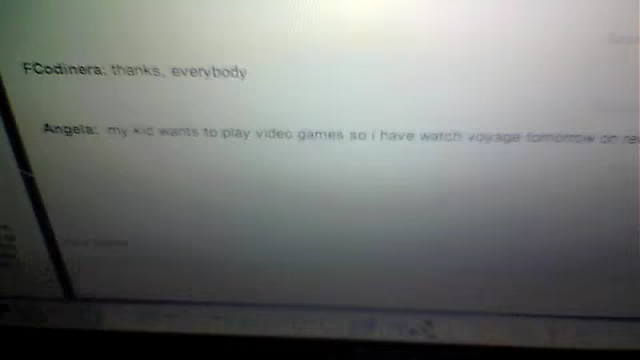 FCodinera: thanks, everybody
Angela: my kid wants to play video games so i have watch voyage tomorrow on